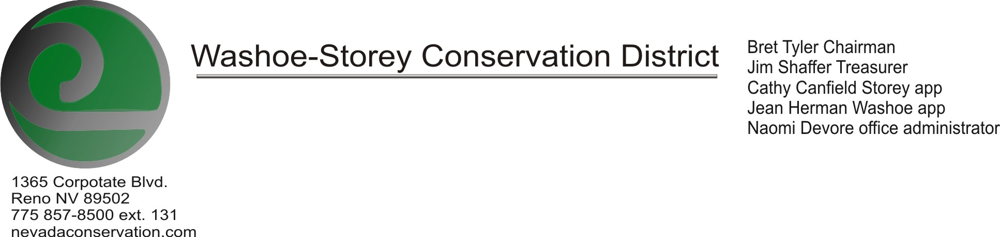 Washoe-Storey Conservation District
Bret Tyler Chairman
Jim Shaffer Treasurer
Cathy Canfield Storey app
Jean Herman Washoe app
Naomi Devore office administrator
1365 Corpotate Blvd.
Reno NV 89502
775 857-8500 ext. 131
nevadaconservation.com